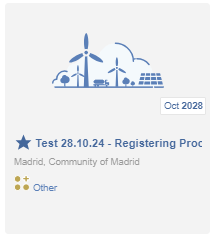 Oct 2028
Test 28.10.24 - Registering Proc
Madrid, Community of Madrid
Other